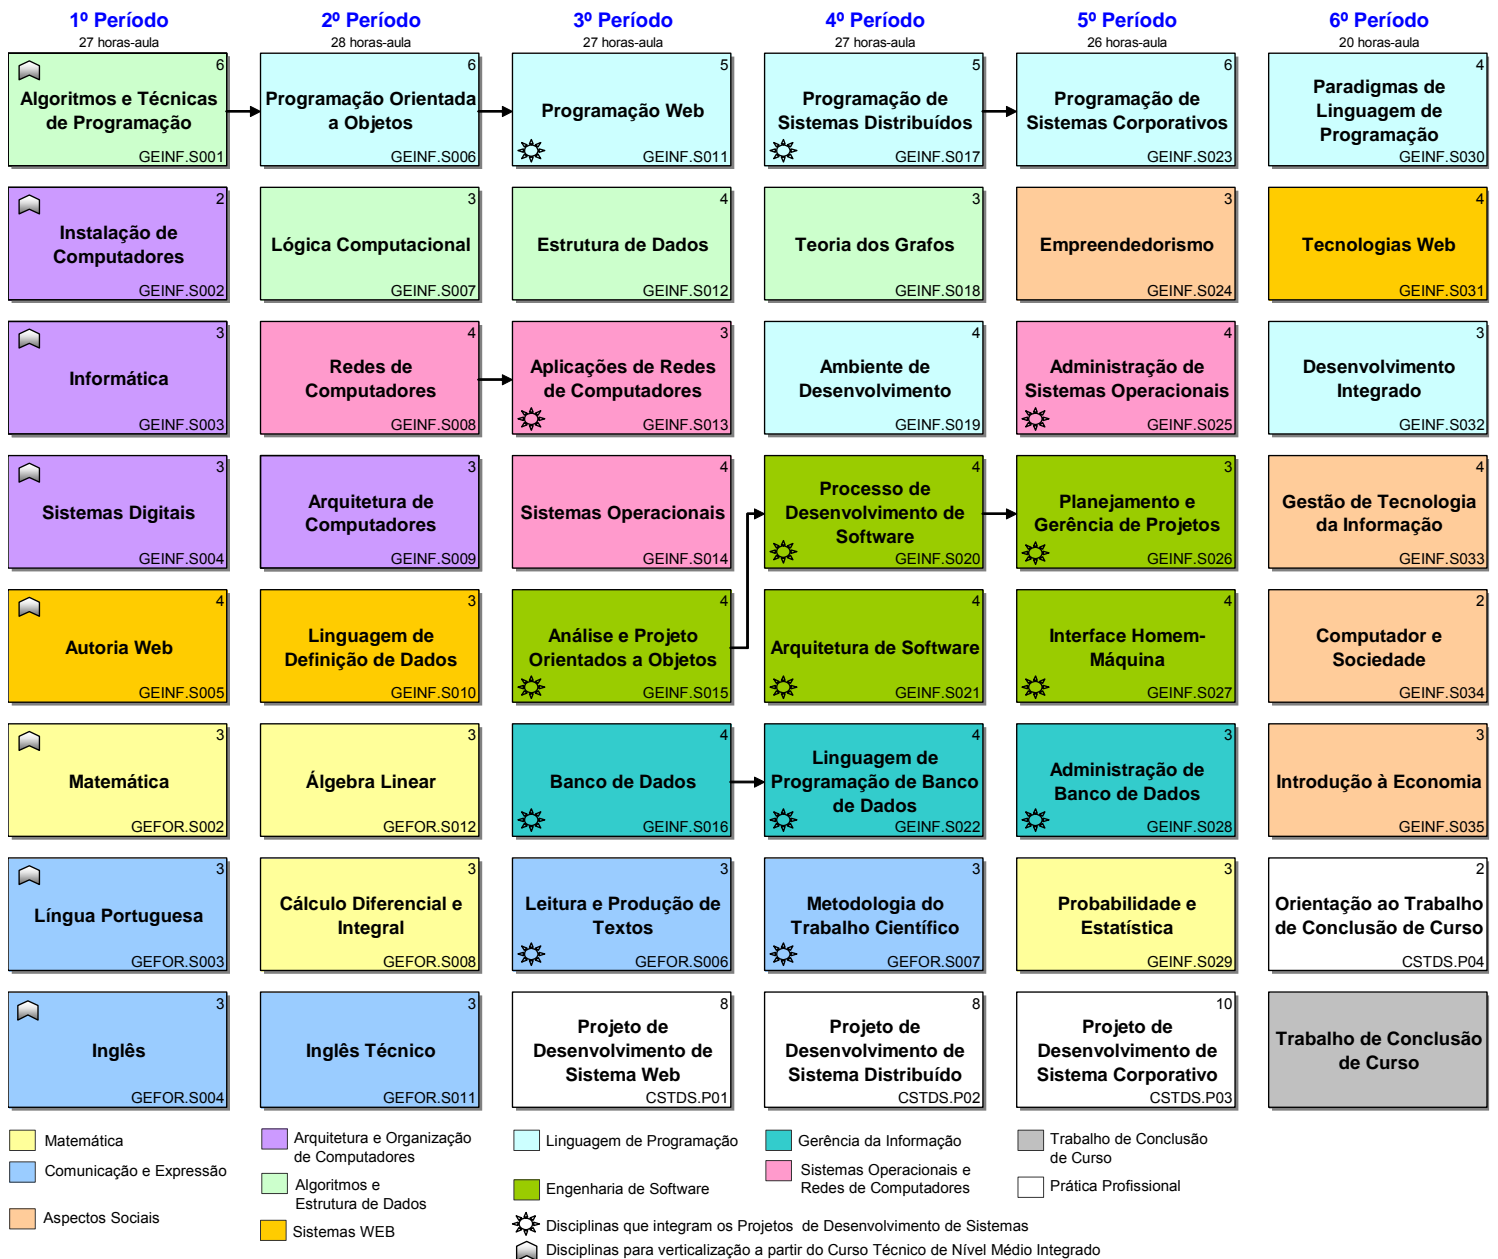 1º Período
27 horas-aula
2º Período
28 horas-aula
3º Período
27 horas-aula
4º Período
27 horas-aula
5º Período
26 horas-aula
6º Período
20 horas-aula
6
Algoritmos e Técnicas
de Programação
GEINF.S001
6
Programação Orientada
a Objetos
GEINF.S006
5
Programação Web
GEINF.S011
5
Programação de
Sistemas Distribuídos
GEINF.S017
6
Programação de
Sistemas Corporativos
GEINF.S023
4
Paradigmas de
Linguagem de
Programação
GEINF.S030
2
Instalação de
Computadores
GEINF.S002
3
Lógica Computacional
GEINF.S007
4
Estrutura de Dados
GEINF.S012
3
Teoria dos Grafos
GEINF.S018
3
Empreendedorismo
GEINF.S024
4
Tecnologias Web
GEINF.S031
3
Informática
GEINF.S003
4
Redes de
Computadores
GEINF.S008
3
Aplicações de Redes
de Computadores
GEINF.S013
4
Ambiente de
Desenvolvimento
GEINF.S019
4
Administração de
Sistemas Operacionais
GEINF.S025
3
Desenvolvimento
Integrado
GEINF.S032
3
Sistemas Digitais
GEINF.S004
3
Arquitetura de
Computadores
GEINF.S009
4
Sistemas Operacionais
GEINF.S014
4
Processo de
Desenvolvimento de
Software
GEINF.S020
3
Planejamento e
Gerência de Projetos
GEINF.S026
4
Gestão de Tecnologia
da Informação
GEINF.S033
4
Autoria Web
GEINF.S005
3
Linguagem de
Definição de Dados
GEINF.S010
4
Análise e Projeto
Orientados a Objetos
GEINF.S015
4
Arquitetura de Software
GEINF.S021
4
Interface Homem-
Máquina
GEINF.S027
2
Computador e
Sociedade
GEINF.S034
3
Matemática
GEFOR.S002
3
Álgebra Linear
GEFOR.S012
4
Banco de Dados
GEINF.S016
4
Linguagem de
Programação de Banco
de Dados
GEINF.S022
3
Administração de
Banco de Dados
GEINF.S028
3
Introdução à Economia
GEINF.S035
3
Língua Portuguesa
GEFOR.S003
3
Cálculo Diferencial e
Integral
GEFOR.S008
3
Leitura e Produção de
Textos
GEFOR.S006
3
Metodologia do
Trabalho Científico
GEFOR.S007
3
Probabilidade e
Estatística
GEINF.S029
2
Orientação ao Trabalho
de Conclusão de Curso
CSTDS.P04
3
Inglês
GEFOR.S004
3
Inglês Técnico
GEFOR.S011
8
Projeto de
Desenvolvimento de
Sistema Web
CSTDS.P01
8
Projeto de
Desenvolvimento de
Sistema Distribuído
CSTDS.P02
10
Projeto de
Desenvolvimento de
Sistema Corporativo
CSTDS.P03
Trabalho de Conclusão
de Curso
Matemática
Comunicação e Expressão
Aspectos Sociais
Arquitetura e Organização
de Computadores
Algoritmos e
Estrutura de Dados
Sistemas WEB
Linguagem de Programação
Engenharia de Software
Gerência da Informação
Sistemas Operacionais e
Redes de Computadores
Trabalho de Conclusão
de Curso
Prática Profissional
Disciplinas que integram os Projetos de Desenvolvimento de Sistemas
Disciplinas para verticalização a partir do Curso Técnico de Nível Médio Integrado